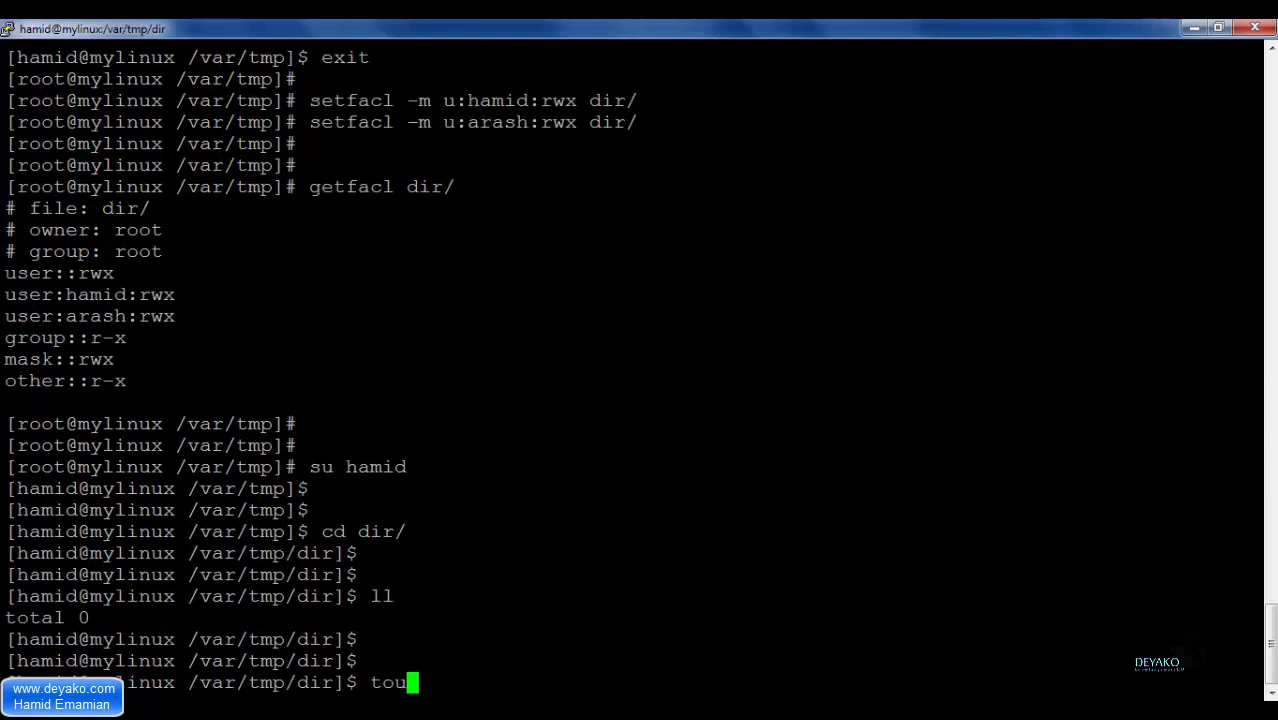 hamid@mylinux:/var/tmp/dir
[hamid@mylinux /var/tmp]$ exit
[root@mylinux /var/tmp]#
[root@mylinux /var/tmp]# setfacl -m u:hamid:rwx dir/
[root@mylinux /var/tmp]# setfacl -m u:arash:rwx dir/
[root@mylinux /var/tmp]#
[root@mylinux /var/tmp]#
[root@mylinux /var/tmp]# getfacl dir/
# file: dir/
# owner: root
# group: root
user::rwx
user:hamid:rwx
user:arash:rwx
group::r-x
mask::rwx
other::r-x
[root@mylinux /var/tmp]#
[root@mylinux /var/tmp]#
[root@mylinux /var/tmp]# su hamid
[hamid@mylinux /var/tmp]$
[hamid@mylinux /var/tmp]$
[hamid@mylinux /var/tmp]$ cd dir/
[hamid@mylinux /var/tmp/dir]$
[hamid@mylinux /var/tmp/dir]$
[hamid@mylinux /var/tmp/dir]$ ll
total 0
[hamid@mylinux /var/tmp/dir]$
[hamid@mylinux /var/tmp/dir]$
linux /var/tmp/dir]$ tou
www.deyako.com
Hamid Emamian
DEYAKO